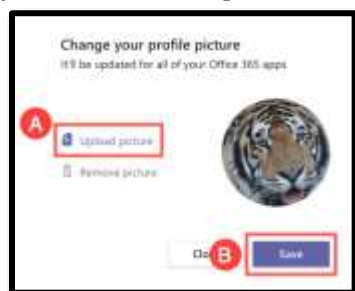 Change your profile picture
It'll be updated for all of your Office 365 apps
A
Upload picture
Remove picture
B
Save